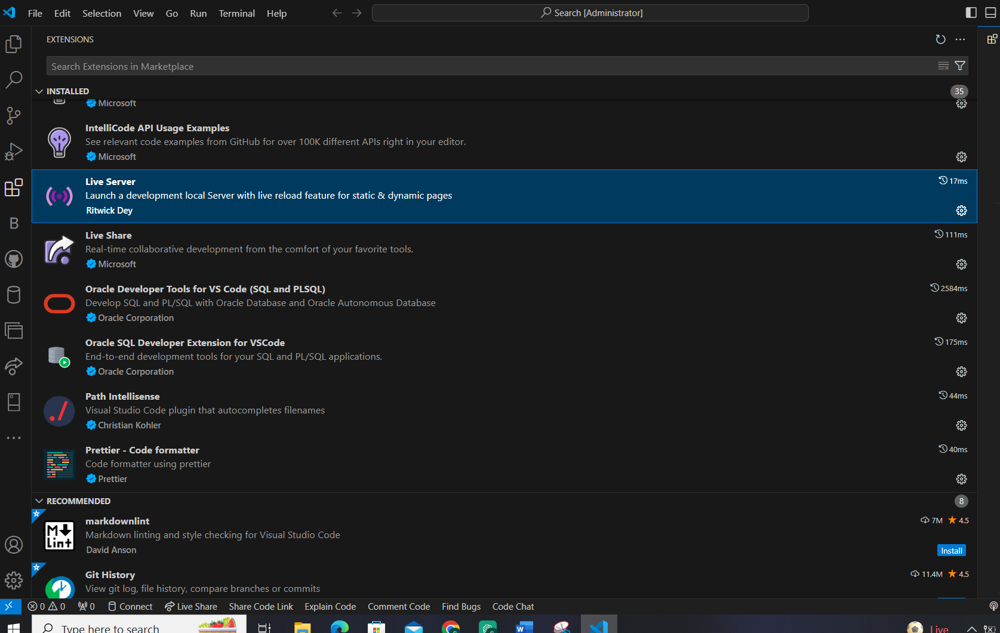 File Edit Selection View Go Run Terminal Help Search [Administrator]
EXTENSIONS
Search Extensions in Marketplace
INSTALLED 35
Microsoft
IntelliCode API Usage Examples
See relevant code examples from GitHub for over 100K different APIs right in your editor.
Microsoft
Live Server 17ms
Launch a development local Server with live reload feature for static & dynamic pages
Ritwick Dey
Live Share 111ms
Real-time collaborative development from the comfort of your favorite tools.
Microsoft
Oracle Developer Tools for VS Code (SQL and PLSQL) 2584ms
Develop SQL and PL/SQL with Oracle Database and Oracle Autonomous Database
Oracle Corporation
Oracle SQL Developer Extension for VSCode 175ms
End-to-end development tools for your SQL and PL/SQL applications.
Oracle Corporation
Path Intellisense 44ms
Visual Studio Code plugin that autocompletes filenames
Christian Kohler
Prettier - Code formatter 40ms
Code formatter using prettier
Prettier
RECOMMENDED 8
markdownlint 7M 4.5
Markdown linting and style checking for Visual Studio Code
David Anson Install
Git History 11.4M 4.5
View git log, file history, compare branches or commits
0 0 0 Connect Live Share Share Code Link Explain Code Comment Code Find Bugs Code Chat
Type here to search Live